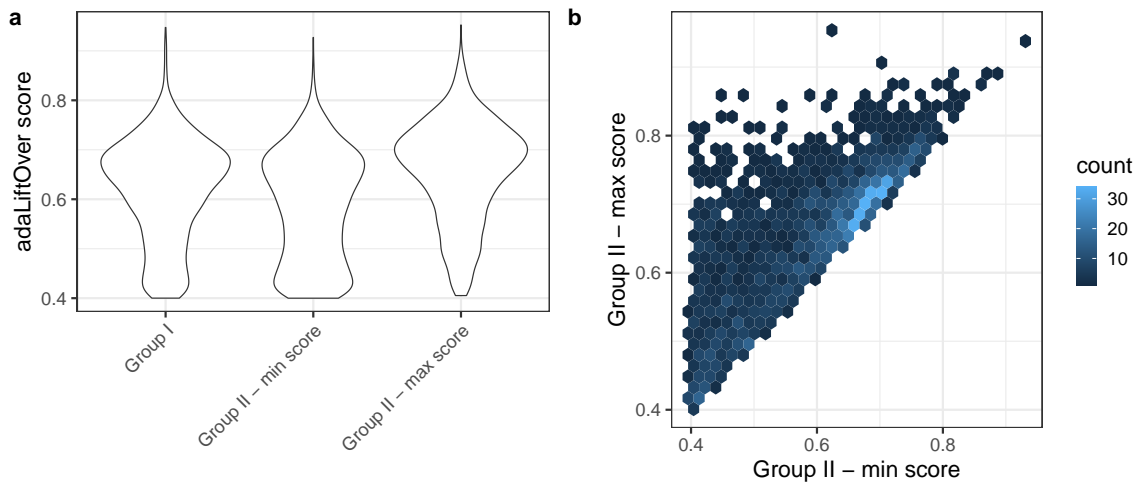 a
adaLiftOver score
0.8
0.6
0.4
Group I
Group II – min score
Group II – max score
b
Group II – max score
0.8
0.6
0.4
0.4
0.6
0.8
Group II – min score
count
30
20
10